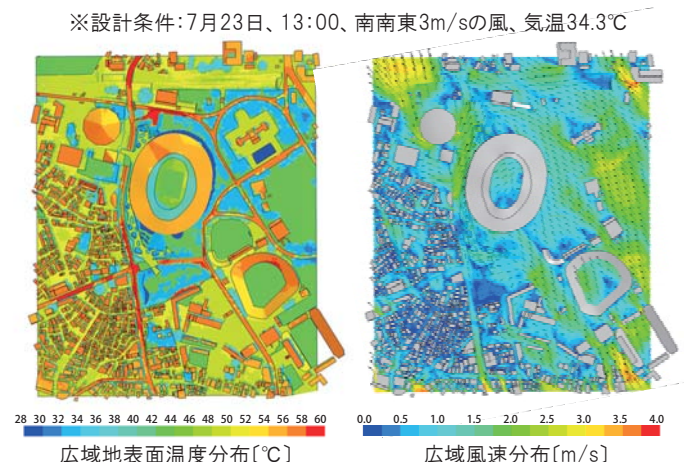 ※設計条件:7月23日、13:00、南南東3m/sの風、気温34.3℃
28 30 32 34 36 38 40 42 44 46 48 50 52 54 56 58 60
広域地表面温度分布〔℃〕
0.0 0.5 1.0 1.5 2.0 2.5 3.0 3.5 4.0
広域風速分布〔m/s〕